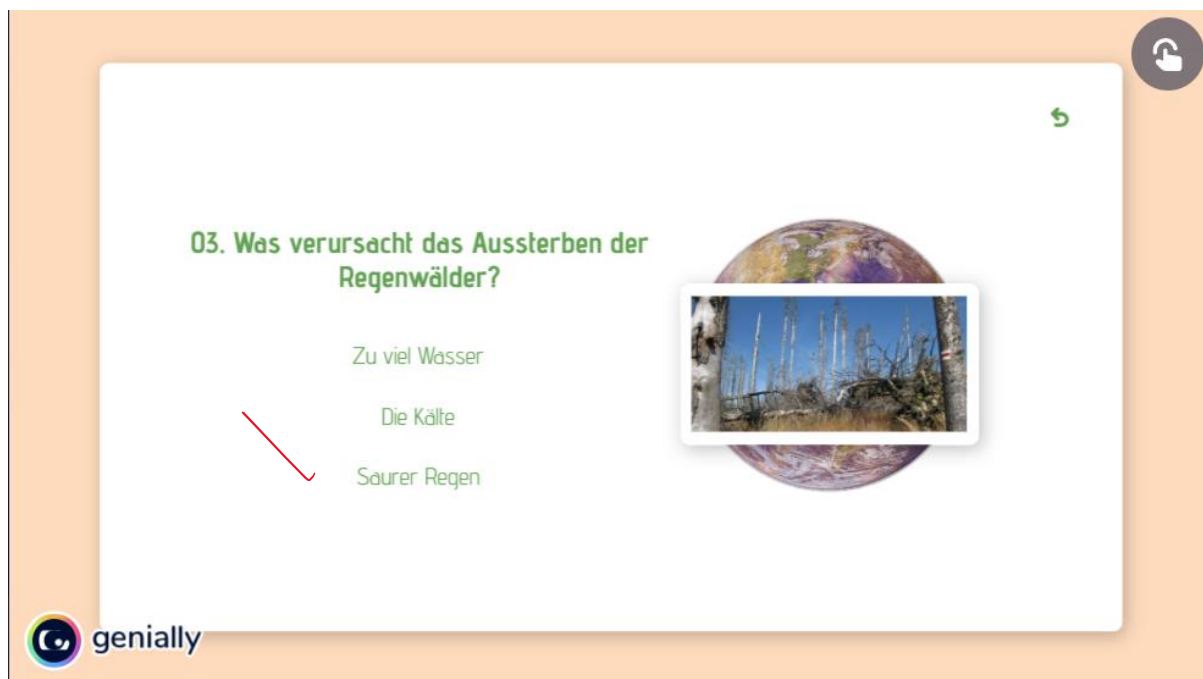 03. Was verursacht das Aussterben der
Regenwälder?
Zu viel Wasser
Die Kälte
Saurer Regen
genially